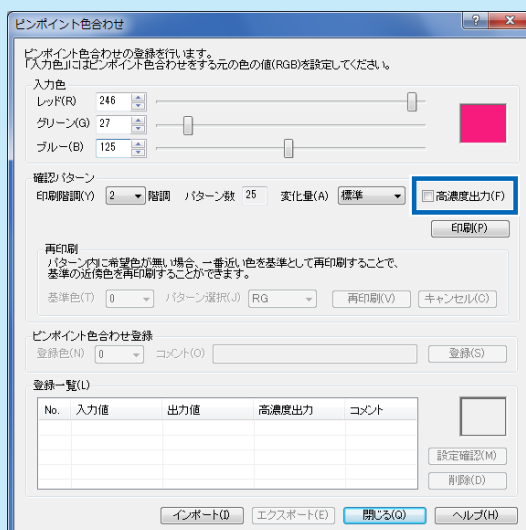 ピンポイント色合わせ
ピンポイント色合わせの登録を行います。
「入力色」にはピンポイント色合わせをする元の色の値(RGB)を設定してください。
入力色
レッド(R) 246
グリーン(G) 27
ブルー(B) 125
確認パターン
印刷階調(Y) 2 階調 パターン数 25 変化量(A) 標準 高濃度出力(F)
印刷(P)
再印刷
パターン内に希望色が無い場合、一番近い色を基準として再印刷することで、
基準の近傍色を再印刷することができます。
基準色(T) 0 パターン選択(J) RG 再印刷(V) キャンセル(C)
ピンポイント色合わせ登録
登録色(N) 0 コメント(O) 登録(S)
登録一覧(L)
No. 入力値 出力値 高濃度出力 コメント
設定確認(M)
削除(D)
インポート(I) エクスポート(E) 閉じる(Q) ヘルプ(H)